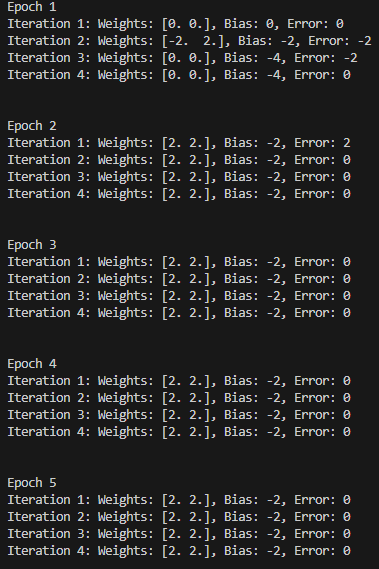 Epoch 1
Iteration 1: Weights: [0. 0.], Bias: 0, Error: 0
Iteration 2: Weights: [-2.  2.], Bias: -2, Error: -2
Iteration 3: Weights: [0. 0.], Bias: -4, Error: -2
Iteration 4: Weights: [0. 0.], Bias: -4, Error: 0
Epoch 2
Iteration 1: Weights: [2. 2.], Bias: -2, Error: 2
Iteration 2: Weights: [2. 2.], Bias: -2, Error: 0
Iteration 3: Weights: [2. 2.], Bias: -2, Error: 0
Iteration 4: Weights: [2. 2.], Bias: -2, Error: 0
Epoch 3
Iteration 1: Weights: [2. 2.], Bias: -2, Error: 0
Iteration 2: Weights: [2. 2.], Bias: -2, Error: 0
Iteration 3: Weights: [2. 2.], Bias: -2, Error: 0
Iteration 4: Weights: [2. 2.], Bias: -2, Error: 0
Epoch 4
Iteration 1: Weights: [2. 2.], Bias: -2, Error: 0
Iteration 2: Weights: [2. 2.], Bias: -2, Error: 0
Iteration 3: Weights: [2. 2.], Bias: -2, Error: 0
Iteration 4: Weights: [2. 2.], Bias: -2, Error: 0
Epoch 5
Iteration 1: Weights: [2. 2.], Bias: -2, Error: 0
Iteration 2: Weights: [2. 2.], Bias: -2, Error: 0
Iteration 3: Weights: [2. 2.], Bias: -2, Error: 0
Iteration 4: Weights: [2. 2.], Bias: -2, Error: 0